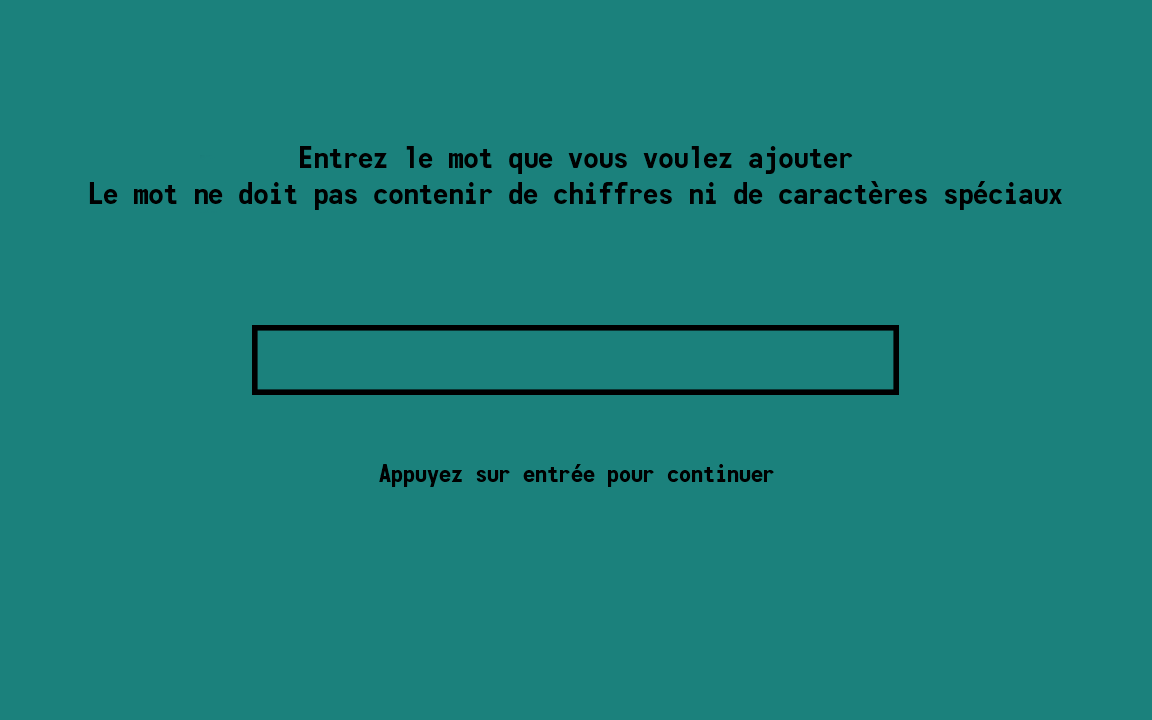 Entrez le mot que vous voulez ajouter
Le mot ne doit pas contenir de chiffres ni de caractères spéciaux
Appuyez sur entrée pour continuer